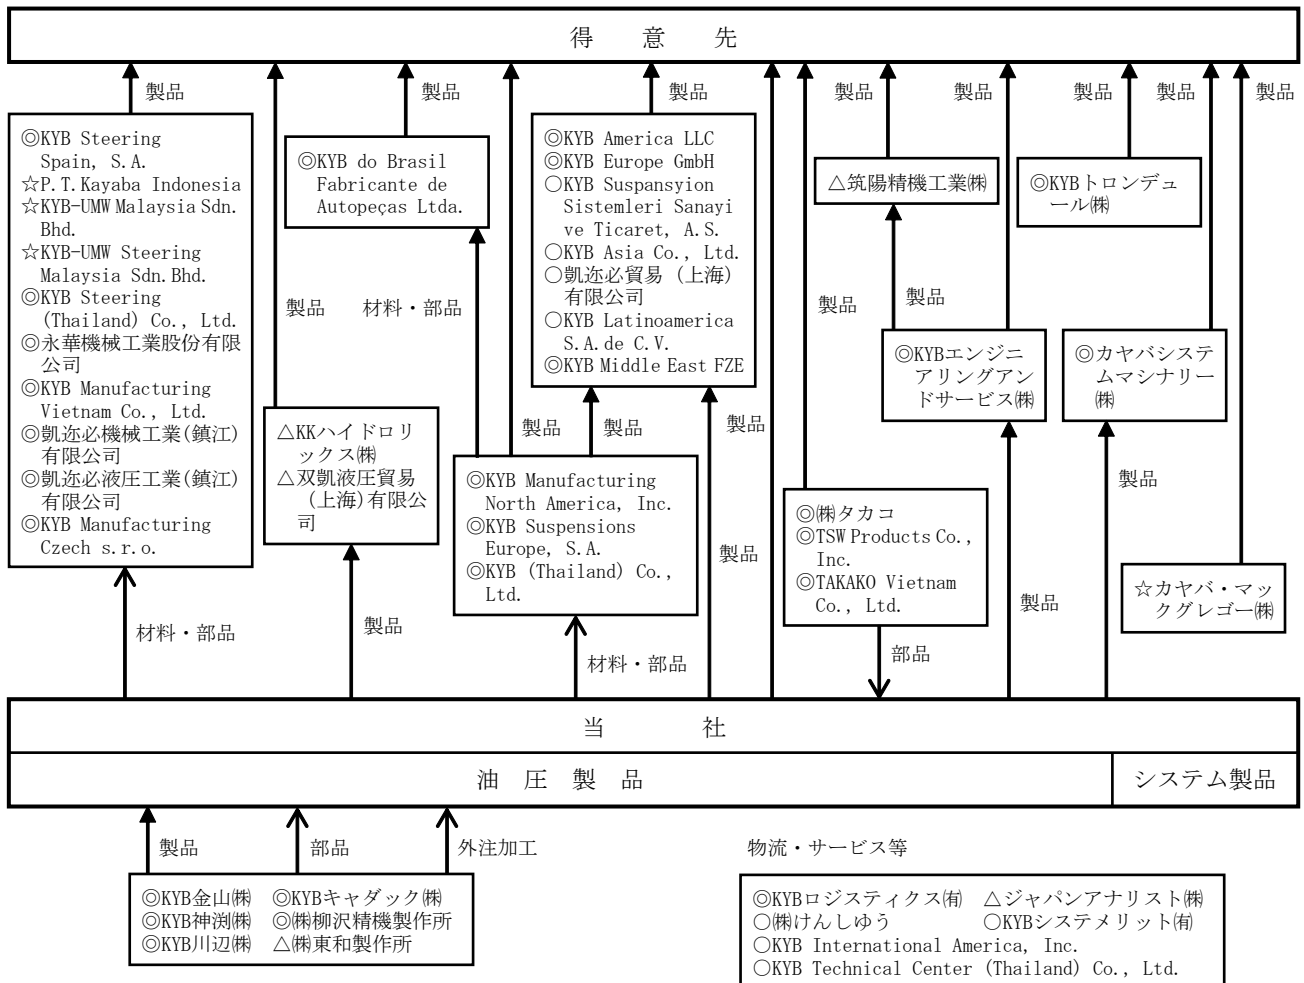 得　意　先
製品
製品
製品
製品
製品
製品
製品
◎KYB Steering
Spain, S.A.
☆P.T.Kayaba Indonesia
☆KYB-UMW Malaysia Sdn.
Bhd.
☆KYB-UMW Steering
Malaysia Sdn.Bhd.
◎KYB Steering
(Thailand) Co., Ltd.
◎永華機械工業股份有限
公司
◎KYB Manufacturing
Vietnam Co., Ltd.
◎凱迩必機械工業(鎮江)
有限公司
◎凱迩必液圧工業(鎮江)
有限公司
◎KYB Manufacturing
Czech s.r.o.
◎KYB do Brasil
Fabricante de
Autopeças Ltda.
◎KYB America LLC
◎KYB Europe GmbH
○KYB Suspansyion
Sistemleri Sanayi
ve Ticaret, A.S.
○KYB Asia Co., Ltd.
○凱迩必貿易 (上海)
有限公司
○KYB Latinoamerica
S.A.de C.V.
◎KYB Middle East FZE
△筑陽精機工業㈱
◎KYBトロンデュ
ール㈱
製品
材料・部品
製品
製品
◎KYBエンジニ
アリングアン
ドサービス㈱
◎カヤバシステ
ムマシナリー
㈱
△KKハイドロリ
ックス㈱
△双凱液圧貿易
(上海)有限公
司
製品
製品
製品
◎KYB Manufacturing
North America, Inc.
◎KYB Suspensions
Europe, S.A.
◎KYB (Thailand) Co.,
Ltd.
◎㈱タカコ
◎TSW Products Co.,
Inc.
◎TAKAKO Vietnam
Co., Ltd.
製品
☆カヤバ・マッ
クグレゴー㈱
材料・部品
製品
材料・部品
製品
部品
製品
当　　社
油　圧　製　品
システム製品
製品
部品
外注加工
◎KYB金山㈱　◎KYBキャダック㈱
◎KYB神渕㈱　◎㈱柳沢精機製作所
◎KYB川辺㈱　△㈱東和製作所
物流・サービス等
◎KYBロジスティクス㈲　△ジャパンアナリスト㈱
○㈱けんしゆう　○KYBシステメリット㈲
○KYB International America, Inc.
○KYB Technical Center (Thailand) Co., Ltd.